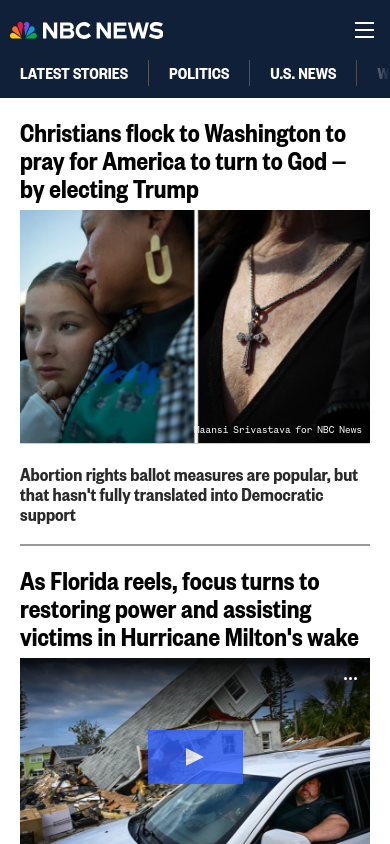 NBC NEWS
LATEST STORIES
POLITICS
U.S. NEWS
Christians flock to Washington to
pray for America to turn to God —
by electing Trump
Maansi Srivastava for NBC News
Abortion rights ballot measures are popular, but
that hasn't fully translated into Democratic
support
As Florida reels, focus turns to
restoring power and assisting
victims in Hurricane Milton's wake